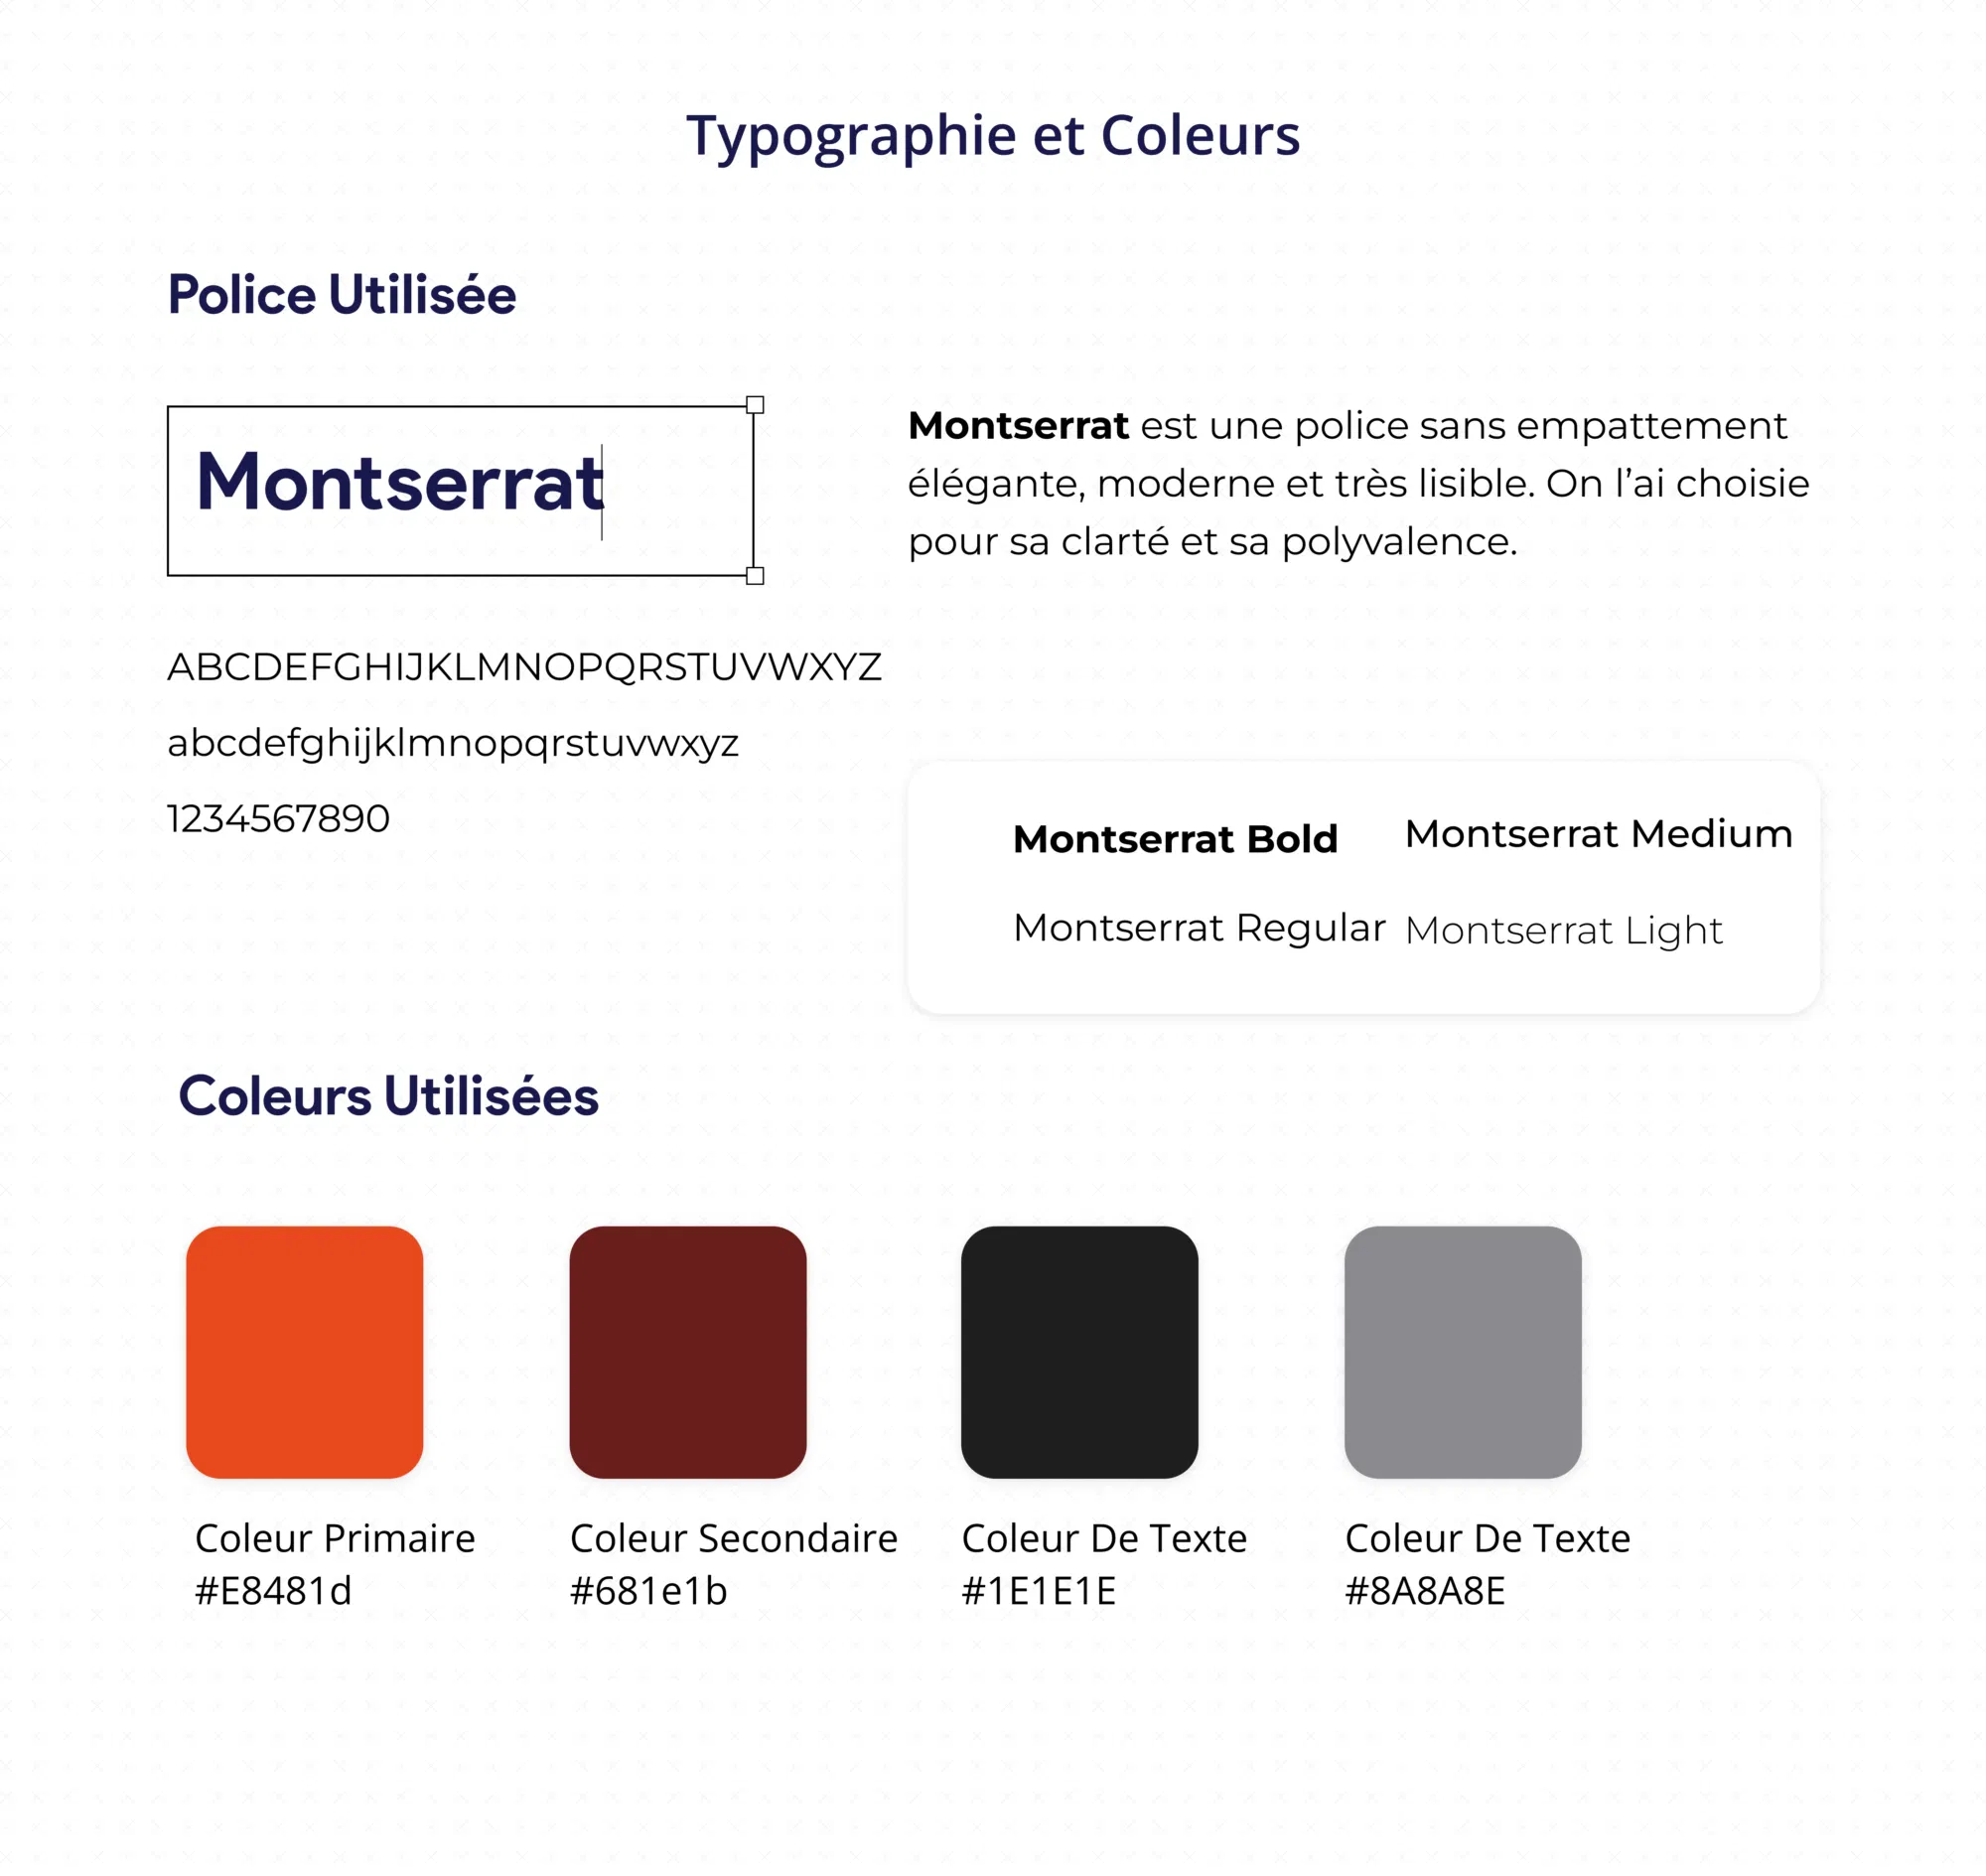 Typographie et Coleurs
Police Utilisée
Montserrat
Montserrat est une police sans empattement
élégante, moderne et très lisible. On l’ai choisie
pour sa clarté et sa polyvalence.
ABCDEFGHIJKLMNOPQRSTUVWXYZ
abcdefghijklmnopqrstuvwxyz
1234567890
Montserrat Bold
Montserrat Medium
Montserrat Regular
Montserrat Light
Coleurs Utilisées
Coleur Primaire
#E8481d
Coleur Secondaire
#681e1b
Coleur De Texte
#1E1E1E
Coleur De Texte
#8A8A8E